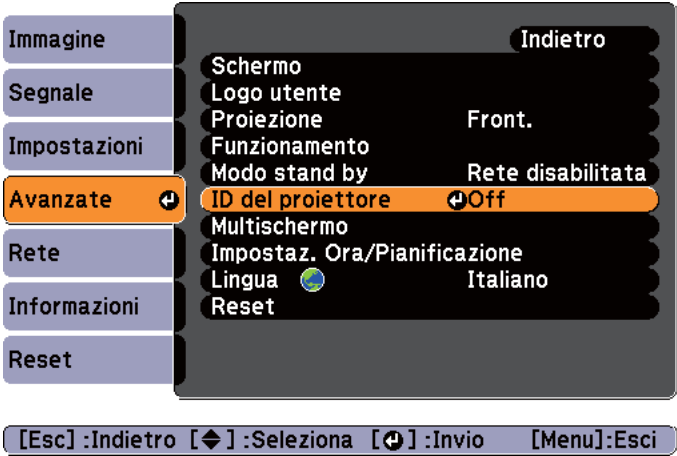 Immagine
Segnale
Impostazioni
Avanzate
Rete
Informazioni
Reset
Indietro
Schermo
Logo utente
Proiezione Front.
Funzionamento
Modo stand by Rete disabilitata
ID del proiettore Off
Multischermo
Impostaz. Ora/Pianificazione
Lingua Italiano
Reset
[Esc] :Indietro [ ] :Seleziona [ ] :Invio [Menu]:Esci